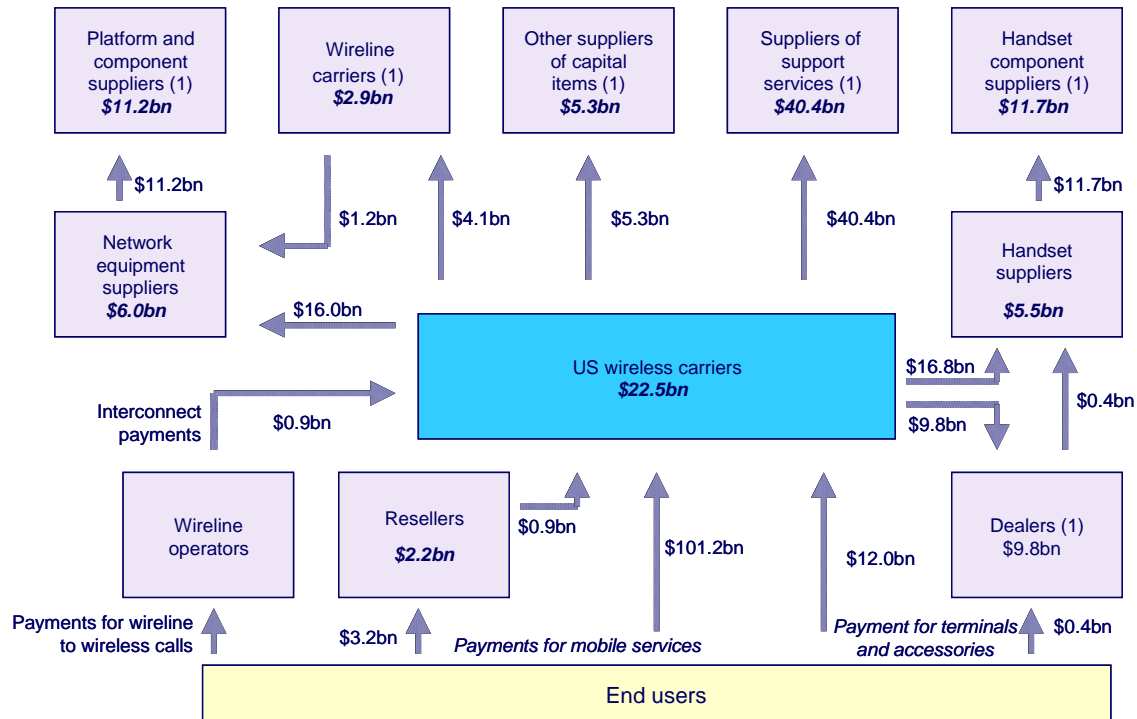 Platform and
component
suppliers (1)
$11.2bn
Wireline
carriers (1)
$2.9bn
Other suppliers
of capital
items (1)
$5.3bn
Suppliers of
support
services (1)
$40.4bn
Handset
component
suppliers (1)
$11.7bn
$11.2bn
$1.2bn
$4.1bn
$5.3bn
$40.4bn
$11.7bn
Network
equipment
suppliers
$6.0bn
Handset
suppliers
$5.5bn
$16.0bn
US wireless carriers
$22.5bn
$16.8bn
$9.8bn
$0.4bn
Interconnect
payments
$0.9bn
Wireline
operators
Resellers
$2.2bn
$0.9bn
$101.2bn
$12.0bn
Dealers (1)
$9.8bn
Payments for wireline
to wireless calls
$3.2bn
Payments for mobile services
Payment for terminals
and accessories
$0.4bn
End users